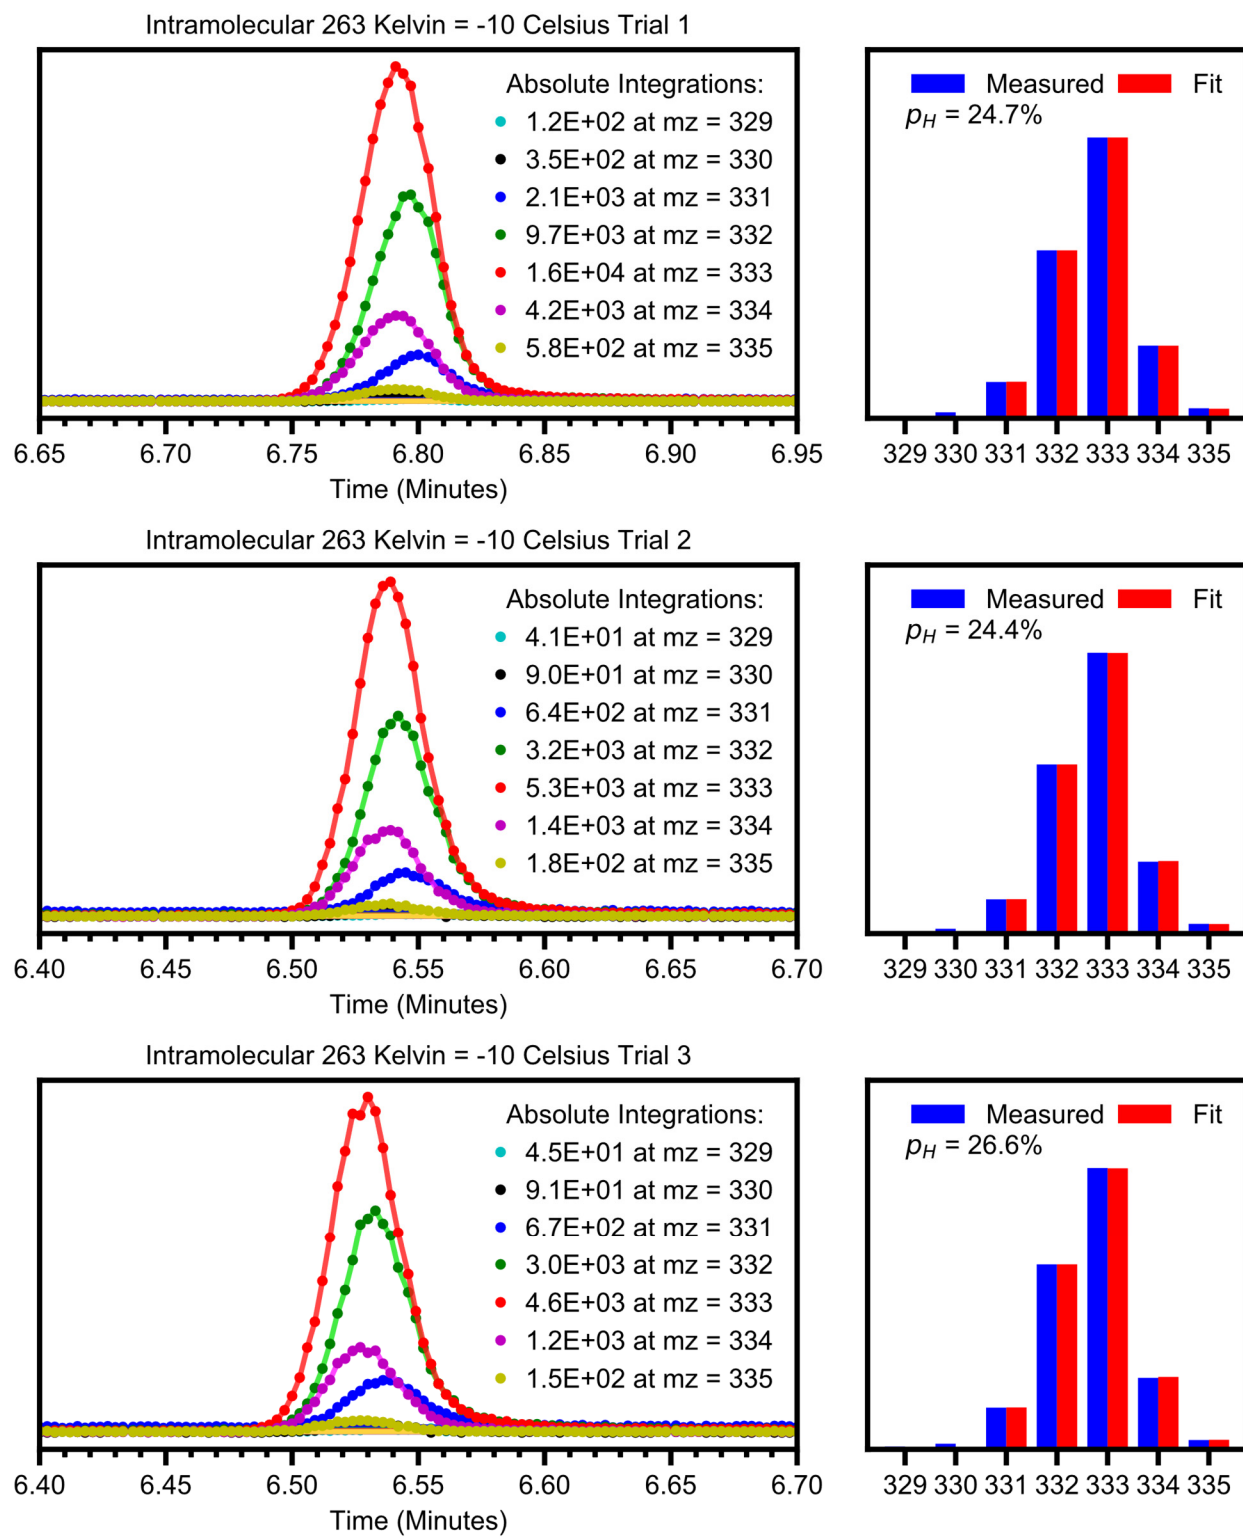 Intramolecular 263 Kelvin = -10 Celsius Trial 1
Absolute Integrations:
1.2E+02 at mz = 329
3.5E+02 at mz = 330
2.1E+03 at mz = 331
9.7E+03 at mz = 332
1.6E+04 at mz = 333
4.2E+03 at mz = 334
5.8E+02 at mz = 335
6.65 6.70 6.75 6.80 6.85 6.90 6.95
Time (Minutes)
Measured Fit
pH = 24.7%
329 330 331 332 333 334 335
Intramolecular 263 Kelvin = -10 Celsius Trial 2
Absolute Integrations:
4.1E+01 at mz = 329
9.0E+01 at mz = 330
6.4E+02 at mz = 331
3.2E+03 at mz = 332
5.3E+03 at mz = 333
1.4E+03 at mz = 334
1.8E+02 at mz = 335
6.40 6.45 6.50 6.55 6.60 6.65 6.70
Time (Minutes)
Measured Fit
pH = 24.4%
329 330 331 332 333 334 335
Intramolecular 263 Kelvin = -10 Celsius Trial 3
Absolute Integrations:
4.5E+01 at mz = 329
9.1E+01 at mz = 330
6.7E+02 at mz = 331
3.0E+03 at mz = 332
4.6E+03 at mz = 333
1.2E+03 at mz = 334
1.5E+02 at mz = 335
6.40 6.45 6.50 6.55 6.60 6.65 6.70
Time (Minutes)
Measured Fit
pH = 26.6%
329 330 331 332 333 334 335